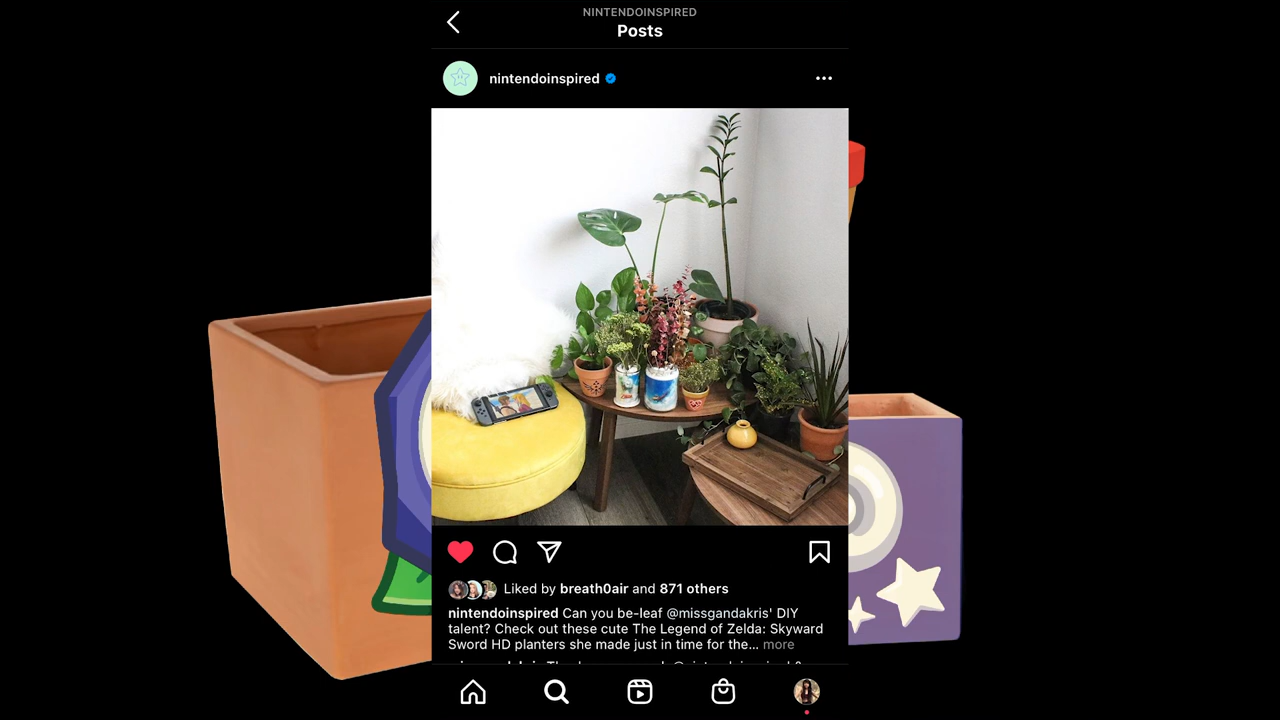 NINTENDOINSPIRED
Posts
nintendoinspired
Liked by breath0air and 871 others
nintendoinspired Can you be-leaf @missgandakris' DIY
talent? Check out these cute The Legend of Zelda: Skyward
Sword HD planters she made just in time for the... more